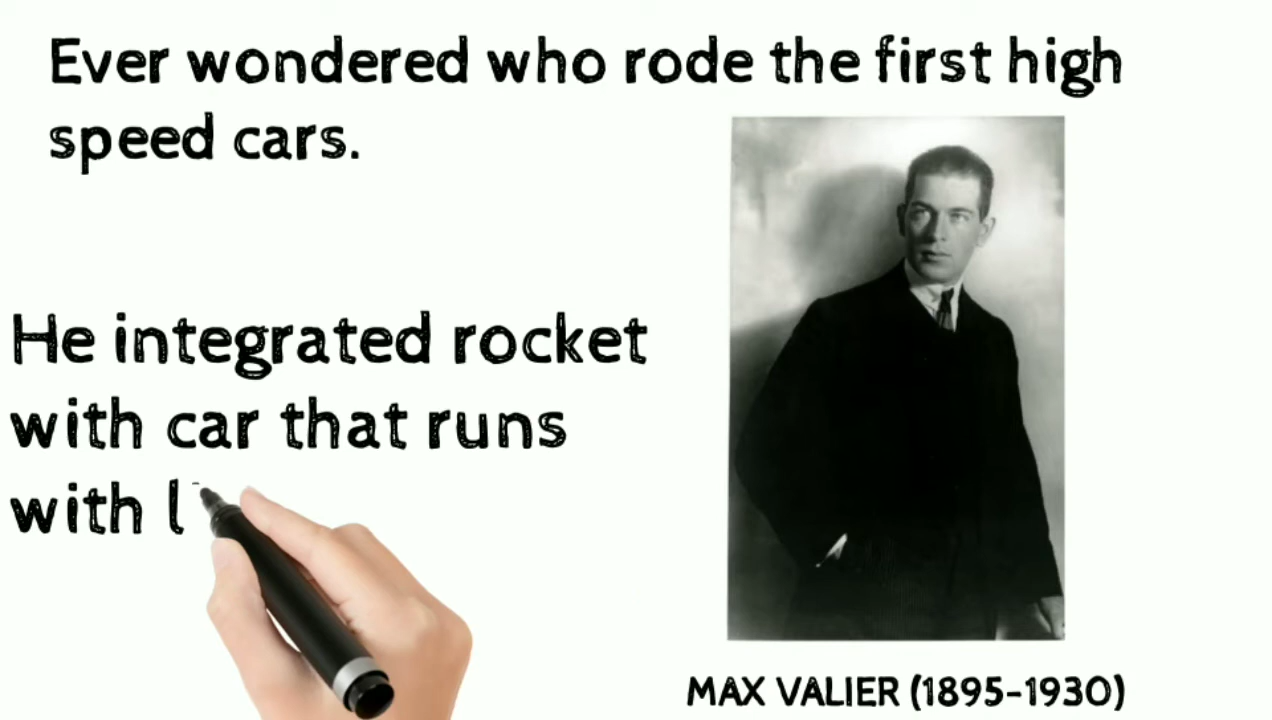 Ever wondered who rode the first high
speed cars.
He integrated rocket
with car that runs
with l
MAX VALIER (1895-1930)